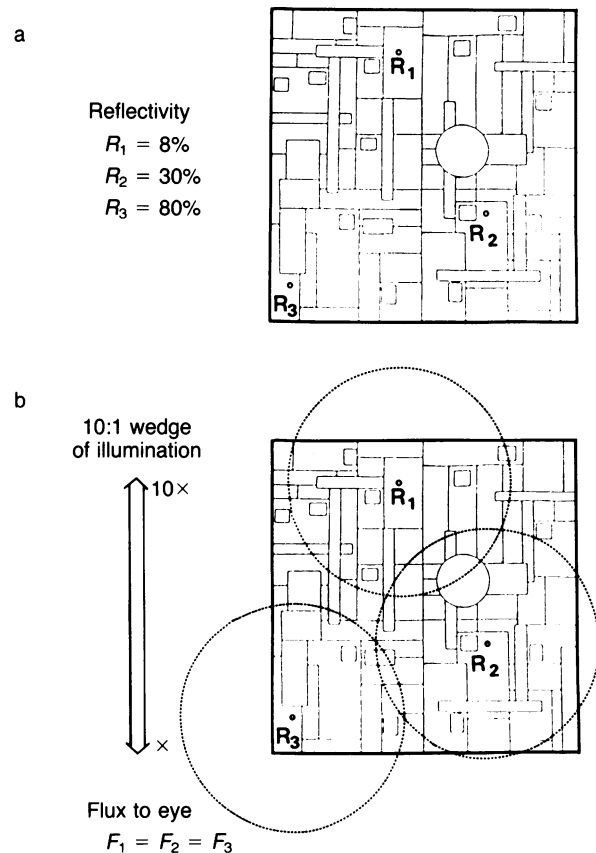 a
Reflectivity
R₁ = 8%
R₂ = 30%
R₃ = 80%
R₁
R₂
R₃
b
10:1 wedge
of illumination
10×
×
R₁
R₂
R₃
Flux to eye
F₁ = F₂ = F₃